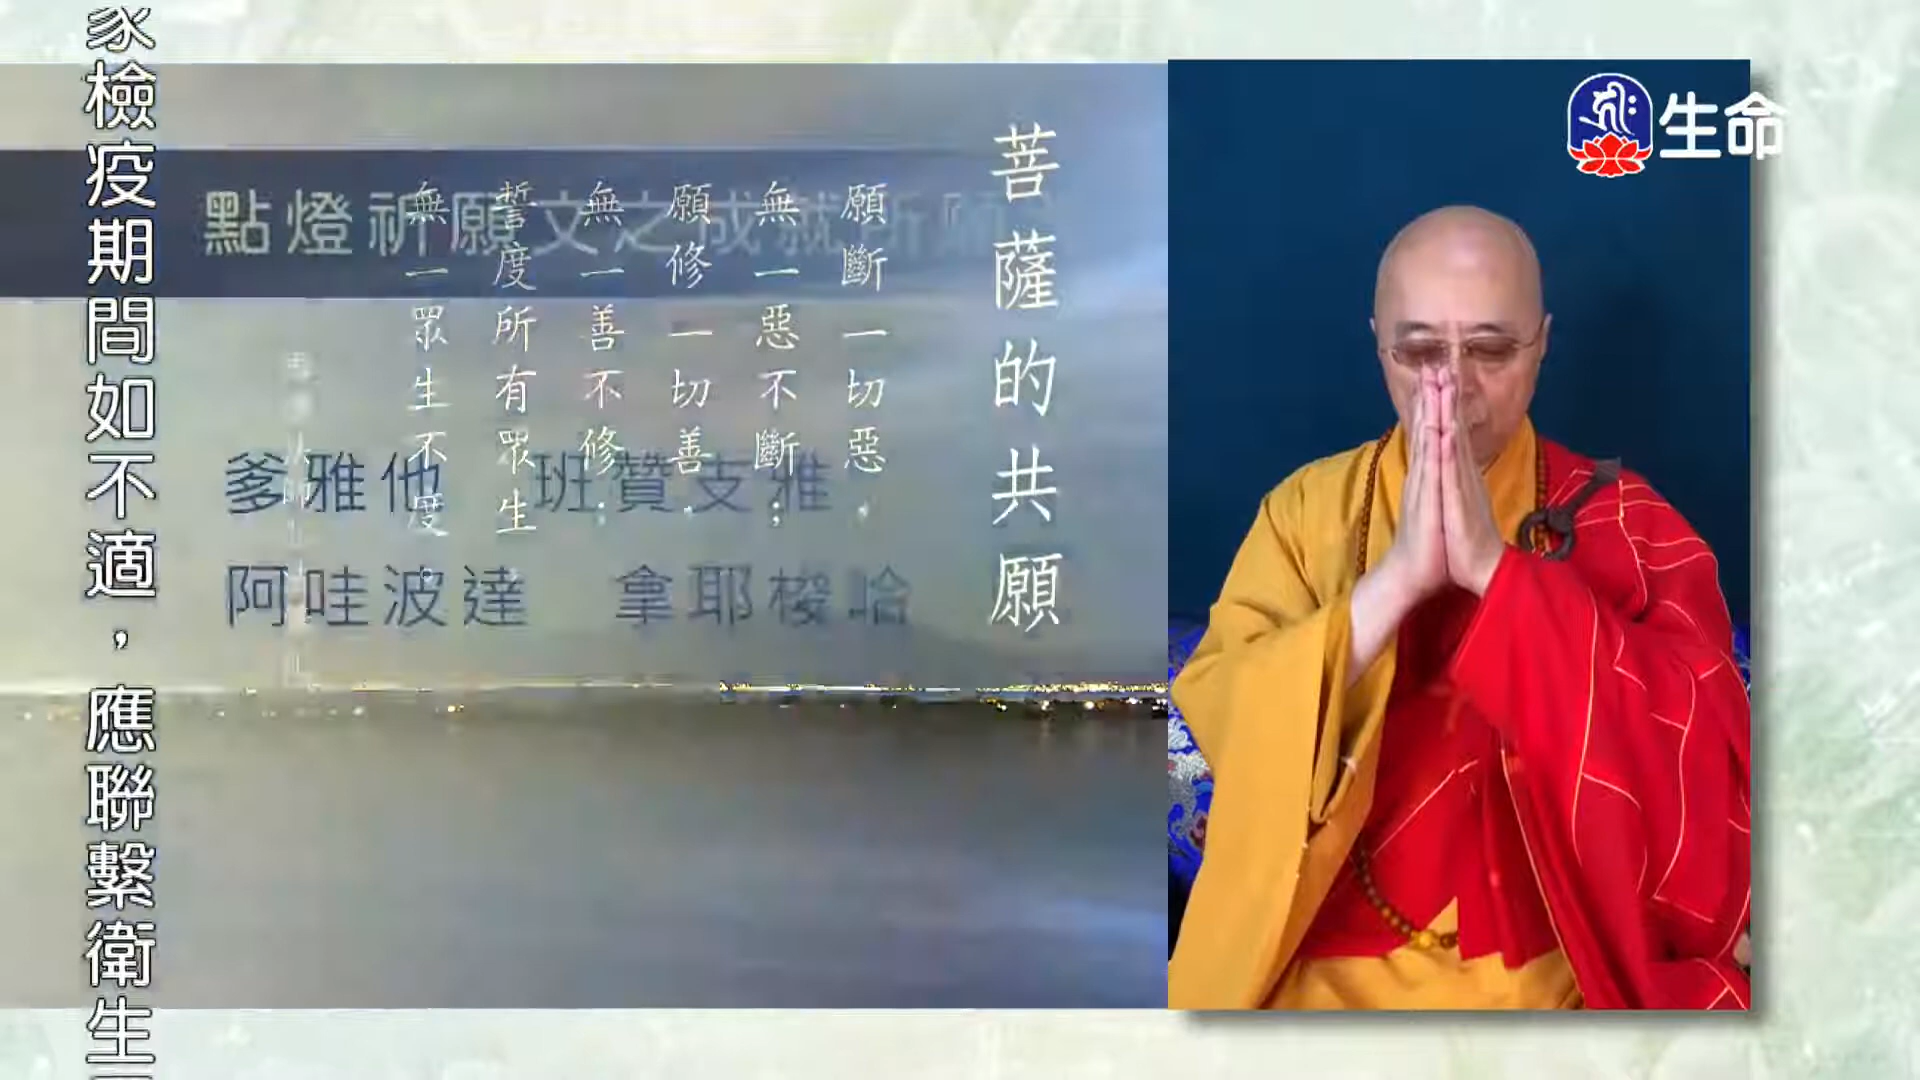 生命
家檢疫期間如不適，應聯繫衛生
菩薩的共願
願斷一切惡，
無一惡不斷；
願修一切善，
無一善不修；
誓度所有眾生
無一眾生不度。
點燈祈願文之成就所願
爹雅他 班贊支雅
阿哇波達 拿耶梭哈